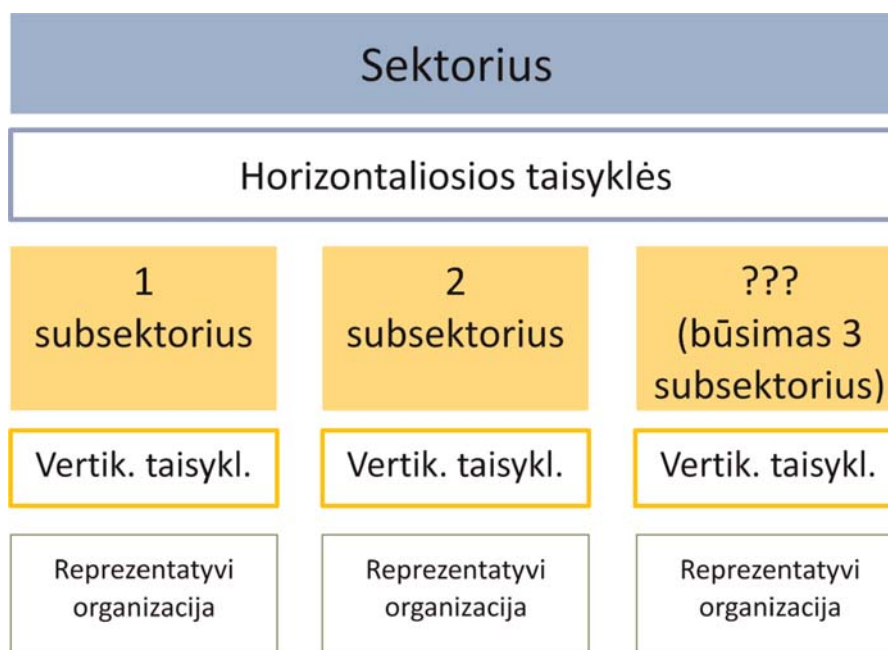 Sektorius
Horizontaliosios taisyklės
1
subsektorius
2
subsektorius
???
(būsimas 3
subsektorius)
Vertik. taisykl.
Vertik. taisykl.
Vertik. taisykl.
Reprezentatyvi
organizacija
Reprezentatyvi
organizacija
Reprezentatyvi
organizacija